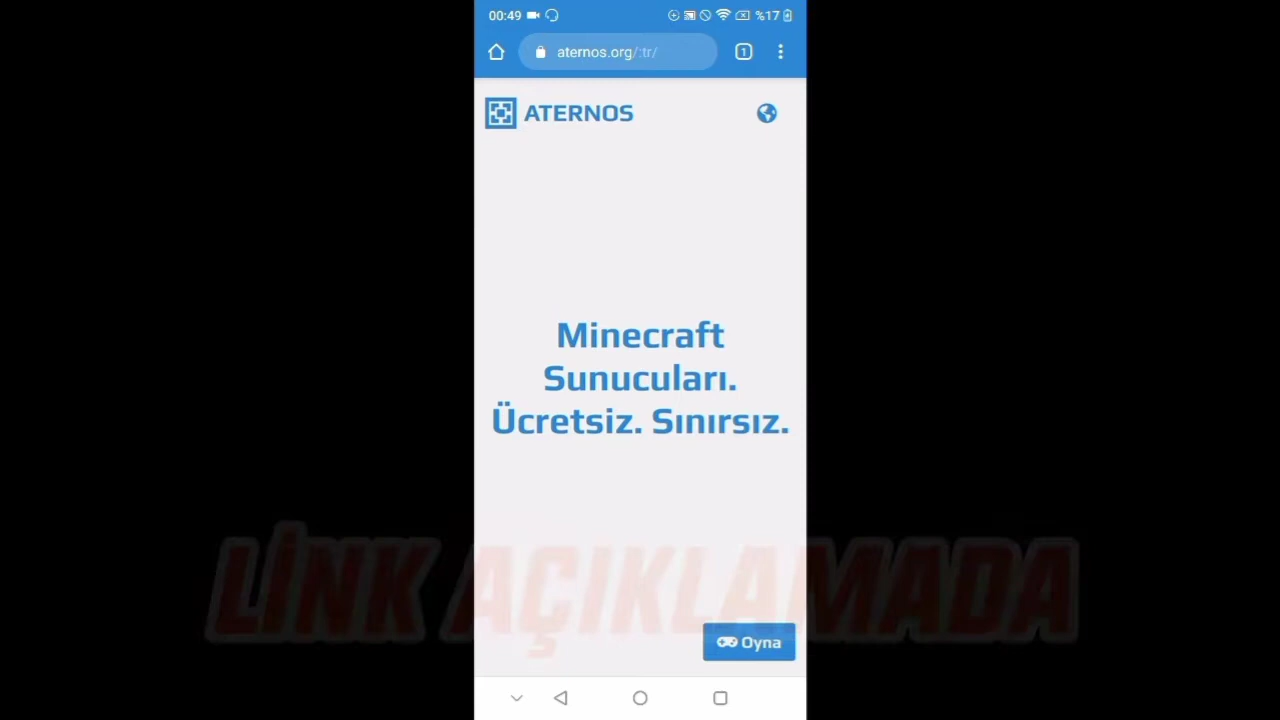 00:49
%17
aternos.org/:tr/
1
ATERNOS
Minecraft
Sunucuları.
Ücretsiz. Sınırsız.
LİNK AÇIKLAMADA
Oyna